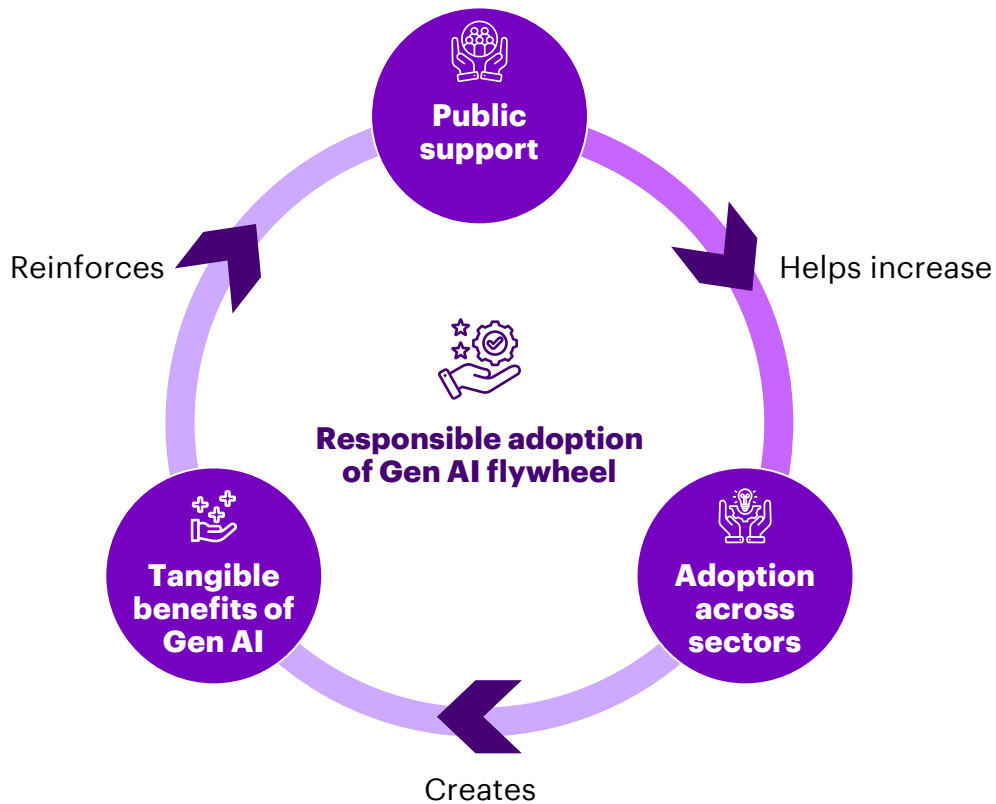 Public
support
Reinforces
Helps increase
Responsible adoption
of Gen AI flywheel
Tangible
benefits of
Gen AI
Adoption
across
sectors
Creates